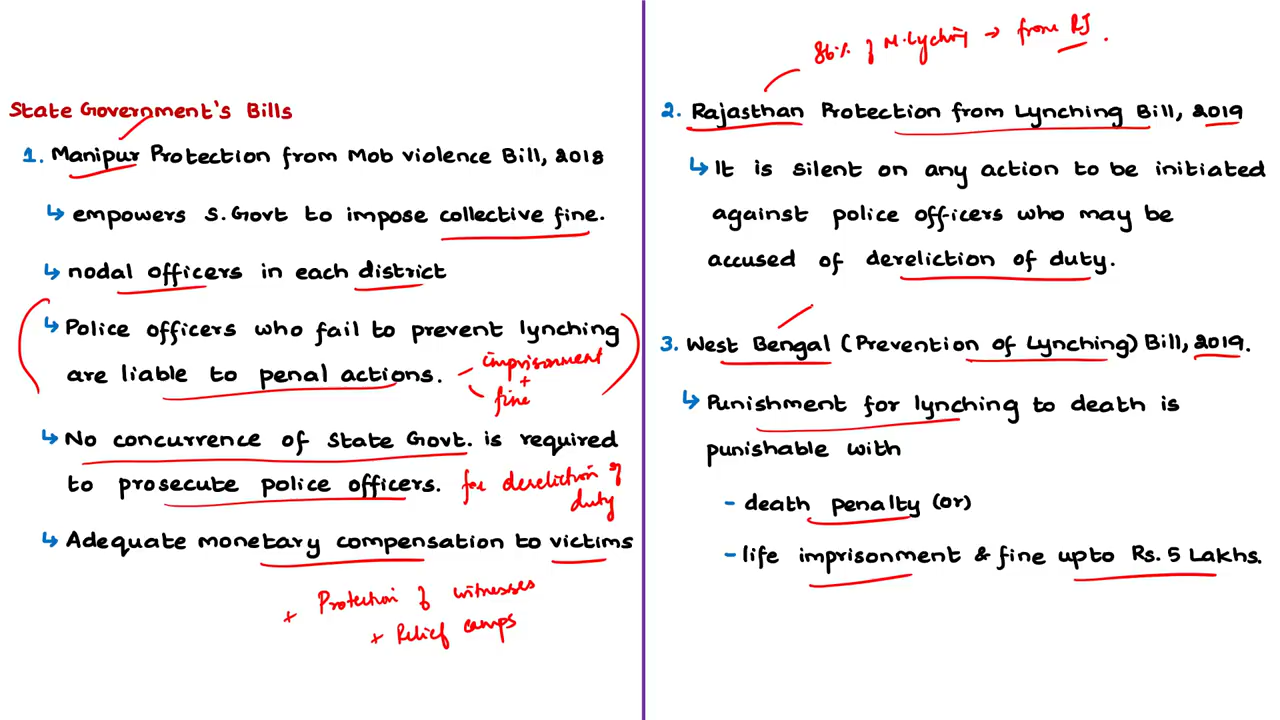 State Government's Bills
1. Manipur Protection from Mob violence Bill, 2018
↳ empowers S.Govt to impose collective fine.
↳ nodal officers in each district
↳ Police officers who fail to prevent lynching
are liable to penal actions. - imprisonment
+
- fine
↳ No concurrence of State Govt. is required
to prosecute police officers. for dereliction of
duty
↳ Adequate monetary compensation to victims
+ Protection of witnesses
+ Relief camps
86% of M.Lyching → from RJ.
2. Rajasthan Protection from Lynching Bill, 2019
↳ It is silent on any action to be initiated
against police officers who may be
accused of dereliction of duty.
3. West Bengal (Prevention of Lynching) Bill, 2019.
↳ Punishment for lynching to death is
punishable with
- death penalty (or)
- life imprisonment & fine upto Rs. 5 Lakhs.